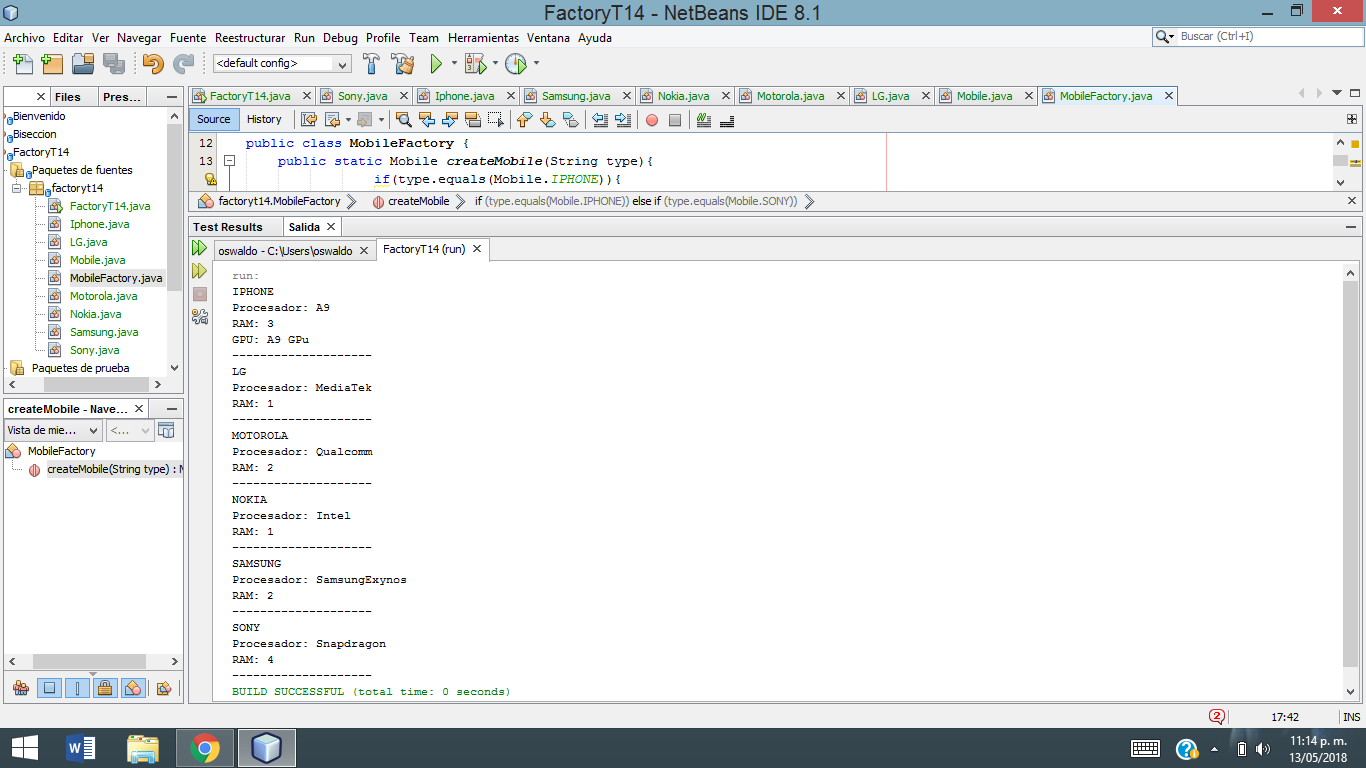 FactoryT14 - NetBeans IDE 8.1
Archivo Editar Ver Navegar Fuente Reestructurar Run Debug Profile Team Herramientas Ventana Ayuda
Buscar (Ctrl+I)
<default config>
Files Pres...
Bienvenido
Biseccion
FactoryT14
Paquetes de fuentes
factoryt14
FactoryT14.java
Iphone.java
LG.java
Mobile.java
MobileFactory.java
Motorola.java
Nokia.java
Samsung.java
Sony.java
Paquetes de prueba
createMobile - Nave...
Vista de mie... <...
MobileFactory
createMobile(String type) : M
FactoryT14.java Sony.java Iphone.java Samsung.java Nokia.java Motorola.java LG.java Mobile.java MobileFactory.java
Source History
12 public class MobileFactory {
13 public static Mobile createMobile(String type){
if(type.equals(Mobile.IPHONE)){
factoryt14.MobileFactory createMobile if (type.equals(Mobile.IPHONE)) else if (type.equals(Mobile.SONY))
Test Results Salida
oswaldo - C:\Users\oswaldo FactoryT14 (run)
run:
IPHONE
Procesador: A9
RAM: 3
GPU: A9 GPu
--------------------
LG
Procesador: MediaTek
RAM: 1
--------------------
MOTOROLA
Procesador: Qualcomm
RAM: 2
--------------------
NOKIA
Procesador: Intel
RAM: 1
--------------------
SAMSUNG
Procesador: SamsungExynos
RAM: 2
--------------------
SONY
Procesador: Snapdragon
RAM: 4
--------------------
BUILD SUCCESSFUL (total time: 0 seconds)
2 17:42 INS
11:14 p. m.
13/05/2018